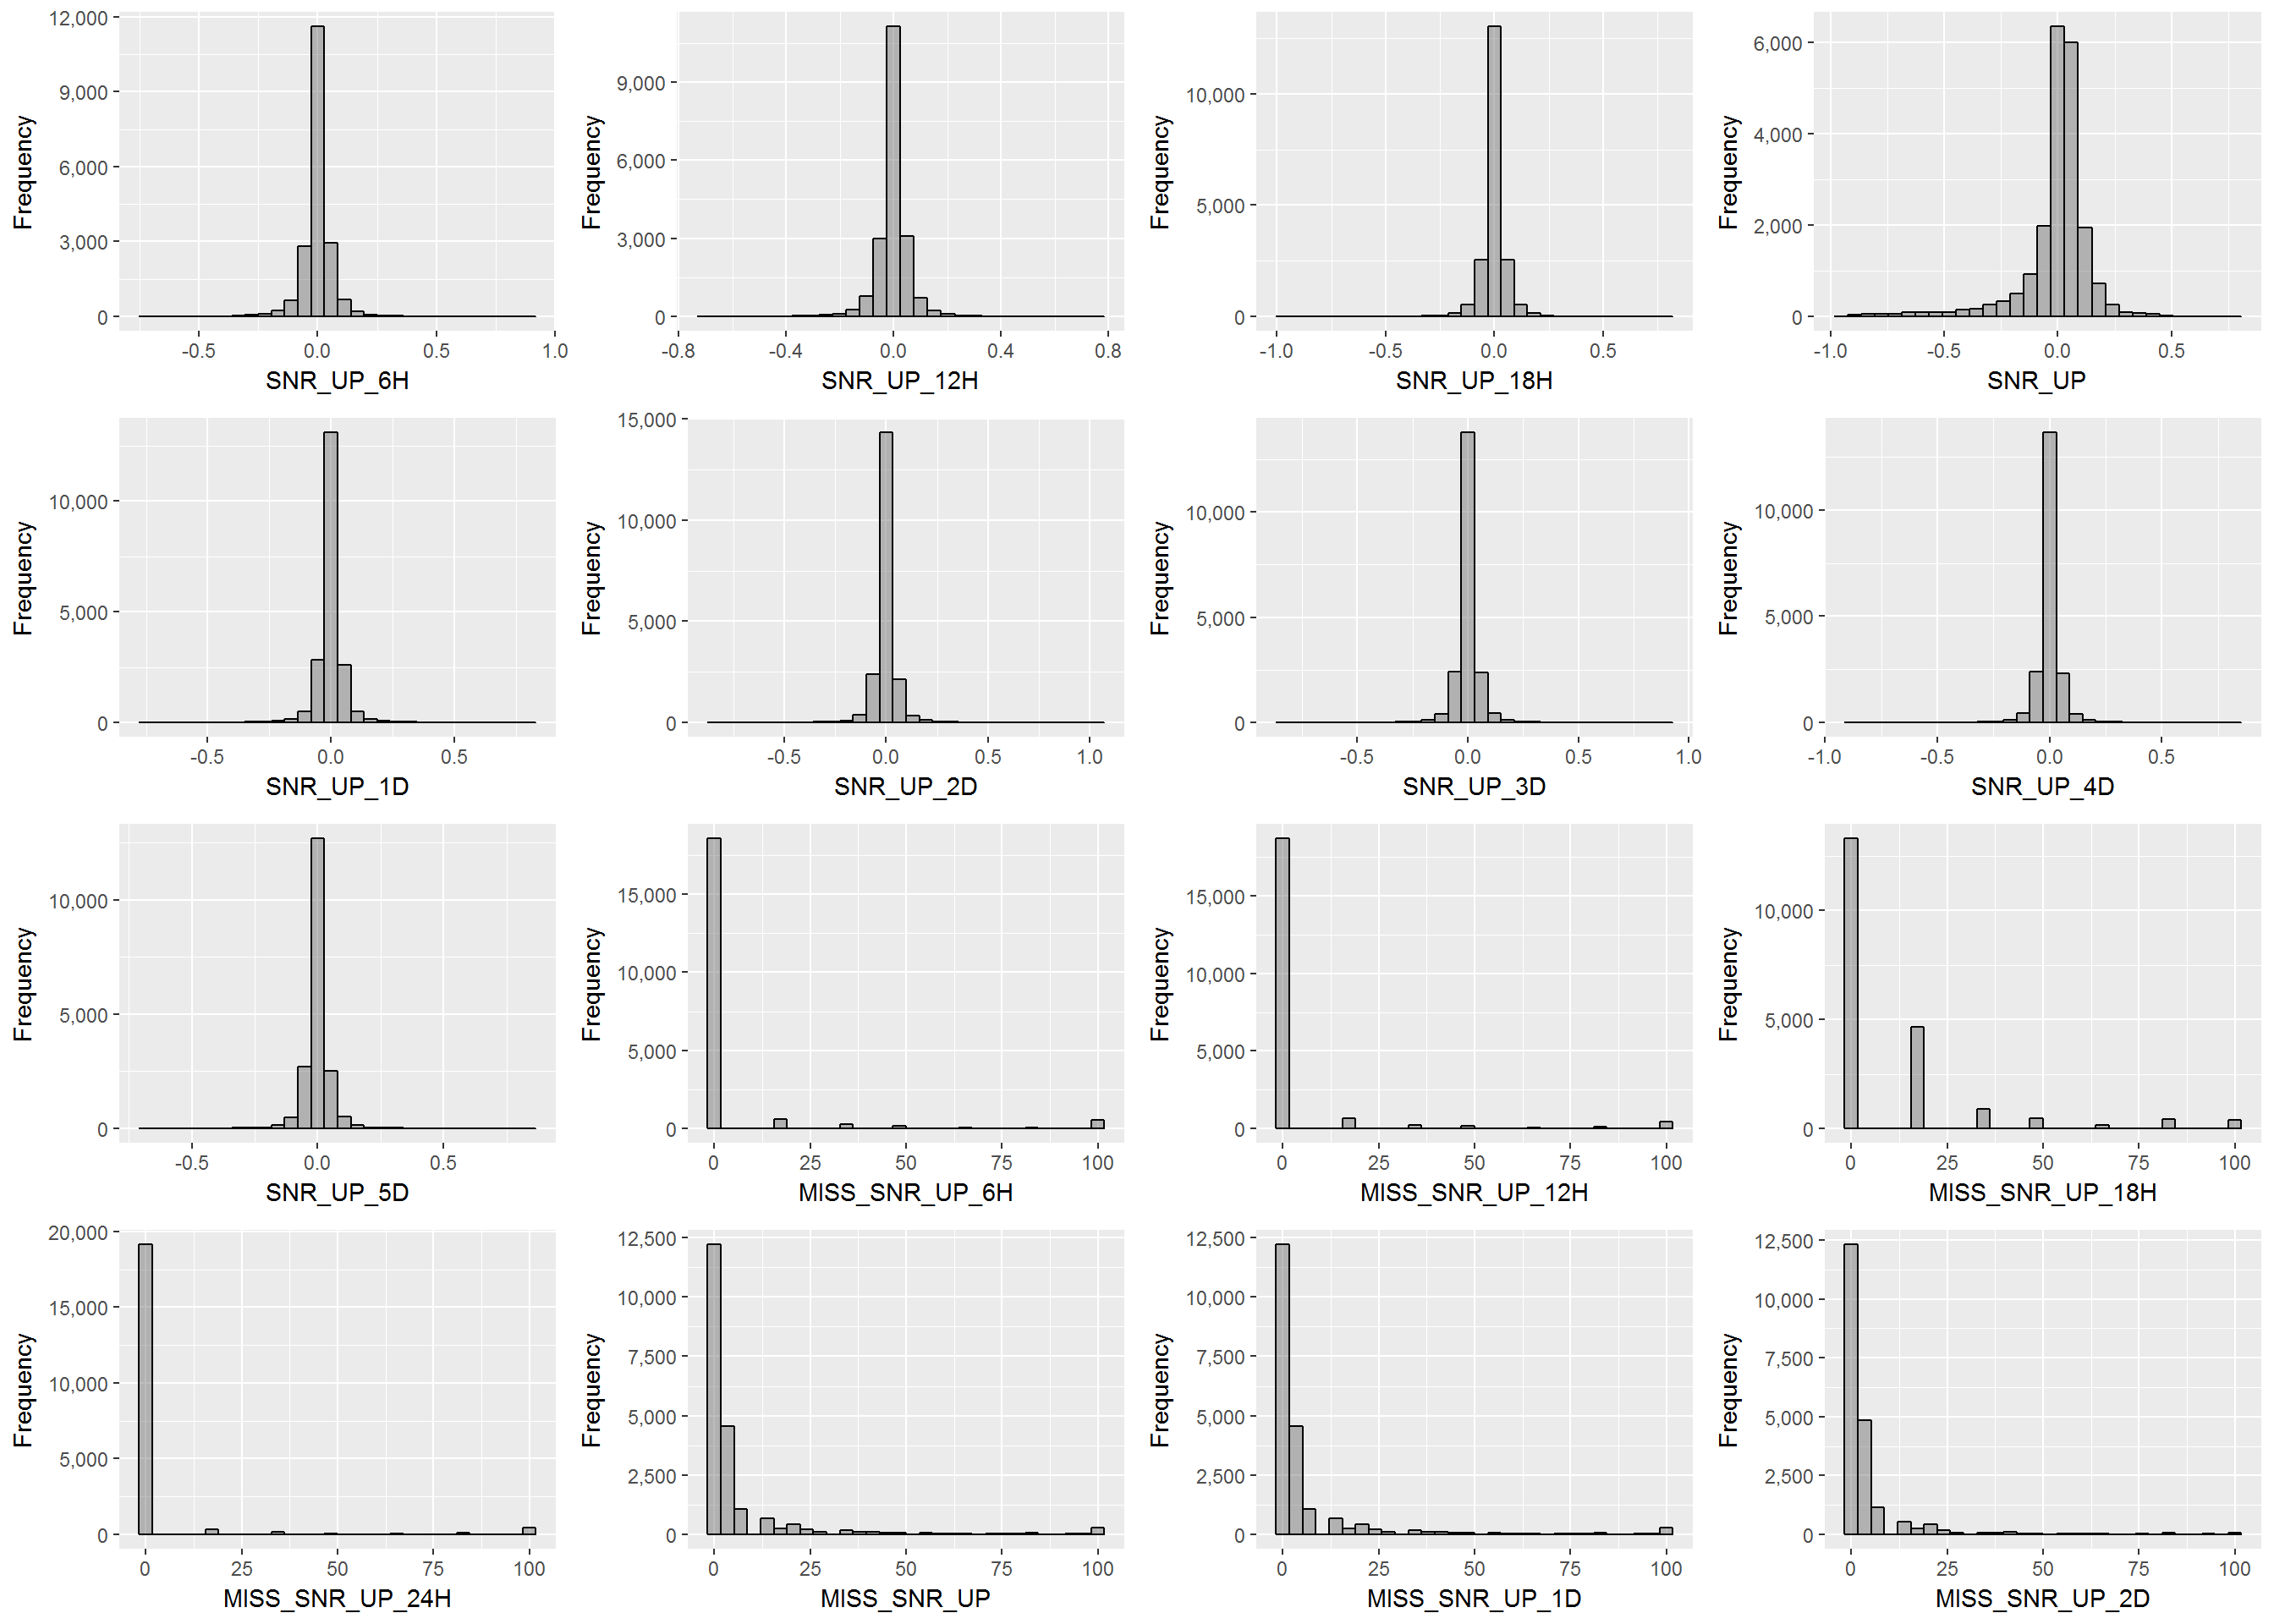 12,000
9,000
6,000
3,000
0
Frequency
-0.5 0.0 0.5 1.0
SNR_UP_6H
9,000
6,000
3,000
0
Frequency
-0.8 -0.4 0.0 0.4 0.8
SNR_UP_12H
10,000
5,000
0
Frequency
-1.0 -0.5 0.0 0.5
SNR_UP_18H
6,000
4,000
2,000
0
Frequency
-1.0 -0.5 0.0 0.5
SNR_UP
10,000
5,000
0
Frequency
-0.5 0.0 0.5
SNR_UP_1D
15,000
10,000
5,000
0
Frequency
-0.5 0.0 0.5 1.0
SNR_UP_2D
10,000
5,000
0
Frequency
-0.5 0.0 0.5 1.0
SNR_UP_3D
10,000
5,000
0
Frequency
-1.0 -0.5 0.0 0.5
SNR_UP_4D
10,000
5,000
0
Frequency
-0.5 0.0 0.5
SNR_UP_5D
15,000
10,000
5,000
0
Frequency
0 25 50 75 100
MISS_SNR_UP_6H
15,000
10,000
5,000
0
Frequency
0 25 50 75 100
MISS_SNR_UP_12H
10,000
5,000
0
Frequency
0 25 50 75 100
MISS_SNR_UP_18H
20,000
15,000
10,000
5,000
0
Frequency
0 25 50 75 100
MISS_SNR_UP_24H
12,500
10,000
7,500
5,000
2,500
0
Frequency
0 25 50 75 100
MISS_SNR_UP
12,500
10,000
7,500
5,000
2,500
0
Frequency
0 25 50 75 100
MISS_SNR_UP_1D
12,500
10,000
7,500
5,000
2,500
0
Frequency
0 25 50 75 100
MISS_SNR_UP_2D